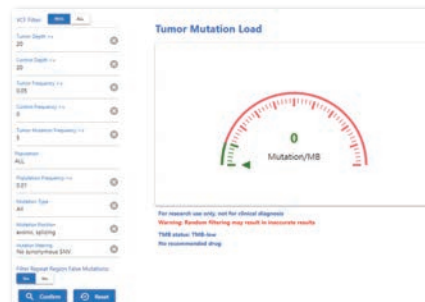 VCF Filter PASS ALL
Tumor Depth >=
20
Control Depth >=
20
Tumor Frequency >=
0.05
Control Frequency <=
0
Tumor Mutation Frequency >=
5
Population
ALL
Population Frequency <=
0.01
Mutation Type
All
Mutation Position
exonic, splicing
Mutation Filtering
No synonymous SNV
Filter Repeat Region False Mutations:
Yes No
Confirm Reset
Tumor Mutation Load
0
Mutation/MB
For research use only, not for clinical diagnosis
Warning: Random filtering may result in inaccurate results
TMB status: TMB-low
No recommended drug